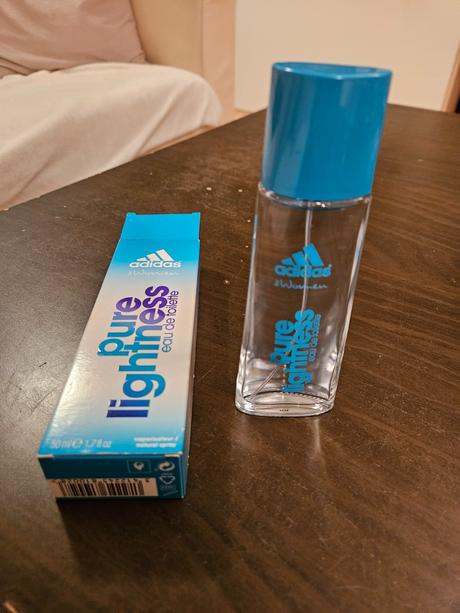 adidas
Women
pure
lightness
eau de toilette
50 ml e 1.7 fl oz
vaporisateur /
natural spray
adidas
Women
pure
lightness
eau de toilette